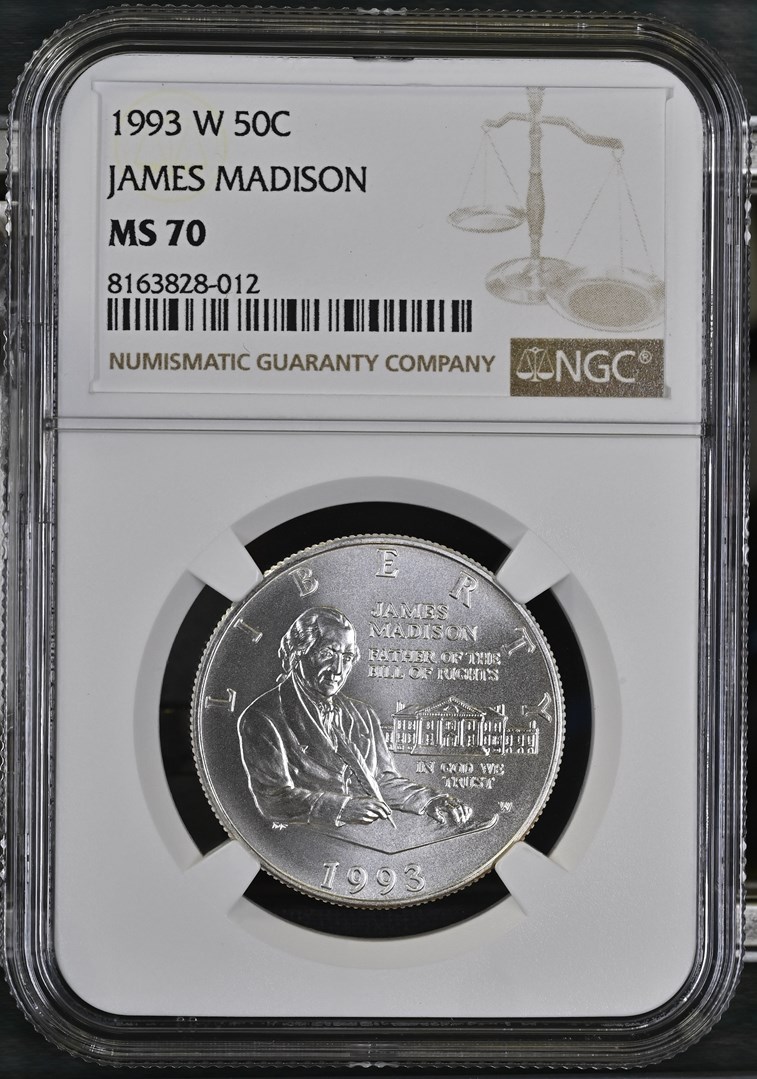 1993 W 50C
JAMES MADISON
MS 70
8163828-012
NUMISMATIC GUARANTY COMPANY
NGC®
LIBERTY
JAMES
MADISON
FATHER OF THE
BILL OF RIGHTS
IN GOD WE
TRUST
W
1993